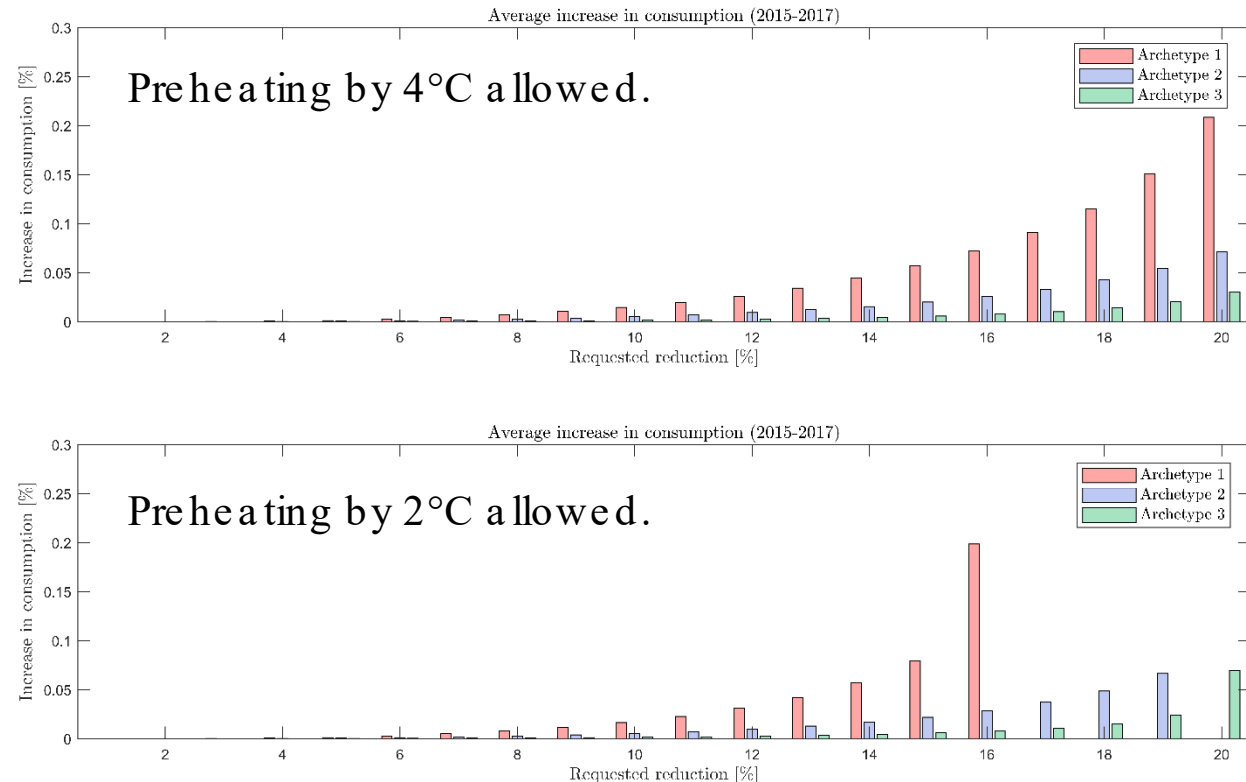 Average increase in consumption (2015-2017)
Increase in consumption [%]
0.3
0.25
0.2
0.15
0.1
0.05
0
Preheating by 4°C allowed.
Archetype 1
Archetype 2
Archetype 3
2 4 6 8 10 12 14 16 18 20
Requested reduction [%]
Average increase in consumption (2015-2017)
Increase in consumption [%]
0.3
0.25
0.2
0.15
0.1
0.05
0
Preheating by 2°C allowed.
Archetype 1
Archetype 2
Archetype 3
2 4 6 8 10 12 14 16 18 20
Requested reduction [%]